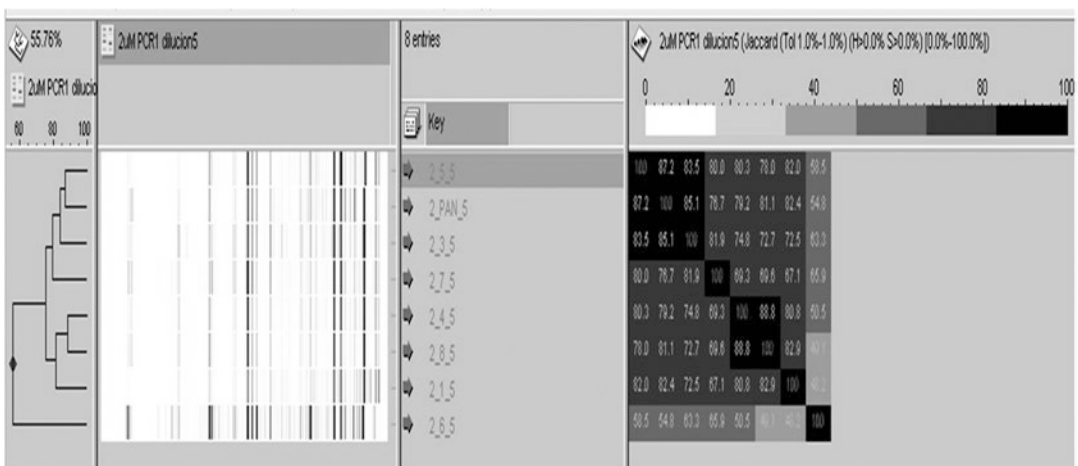 55.76%
2uM PCR1 dilucion5
8 entries
2uM PCR1 dilucion5 (Jaccard (Tol 1.0%-1.0%) (H>0.0% S>0.0%) [0.0%-100.0%])
2uM PCR1 dilucio
0 20 40 60 80 100
60 80 100
Key
2_5_5
100 87.2 83.5 80.0 80.3 78.0 82.0 58.5
2_PAN_5
87.2 100 85.1 76.7 79.2 81.1 82.4 54.8
2_3_5
83.5 85.1 100 81.9 74.8 72.7 72.5 63.3
2_7_5
80.0 76.7 81.9 100 69.3 69.6 67.1 65.9
2_4_5
80.3 79.2 74.8 69.3 100 88.8 80.8 50.5
2_8_5
78.0 81.1 72.7 69.6 88.8 100 82.9
2_1_5
82.0 82.4 72.5 67.1 80.8 82.9 100
2_6_5
58.5 54.8 63.3 65.9 50.5 100